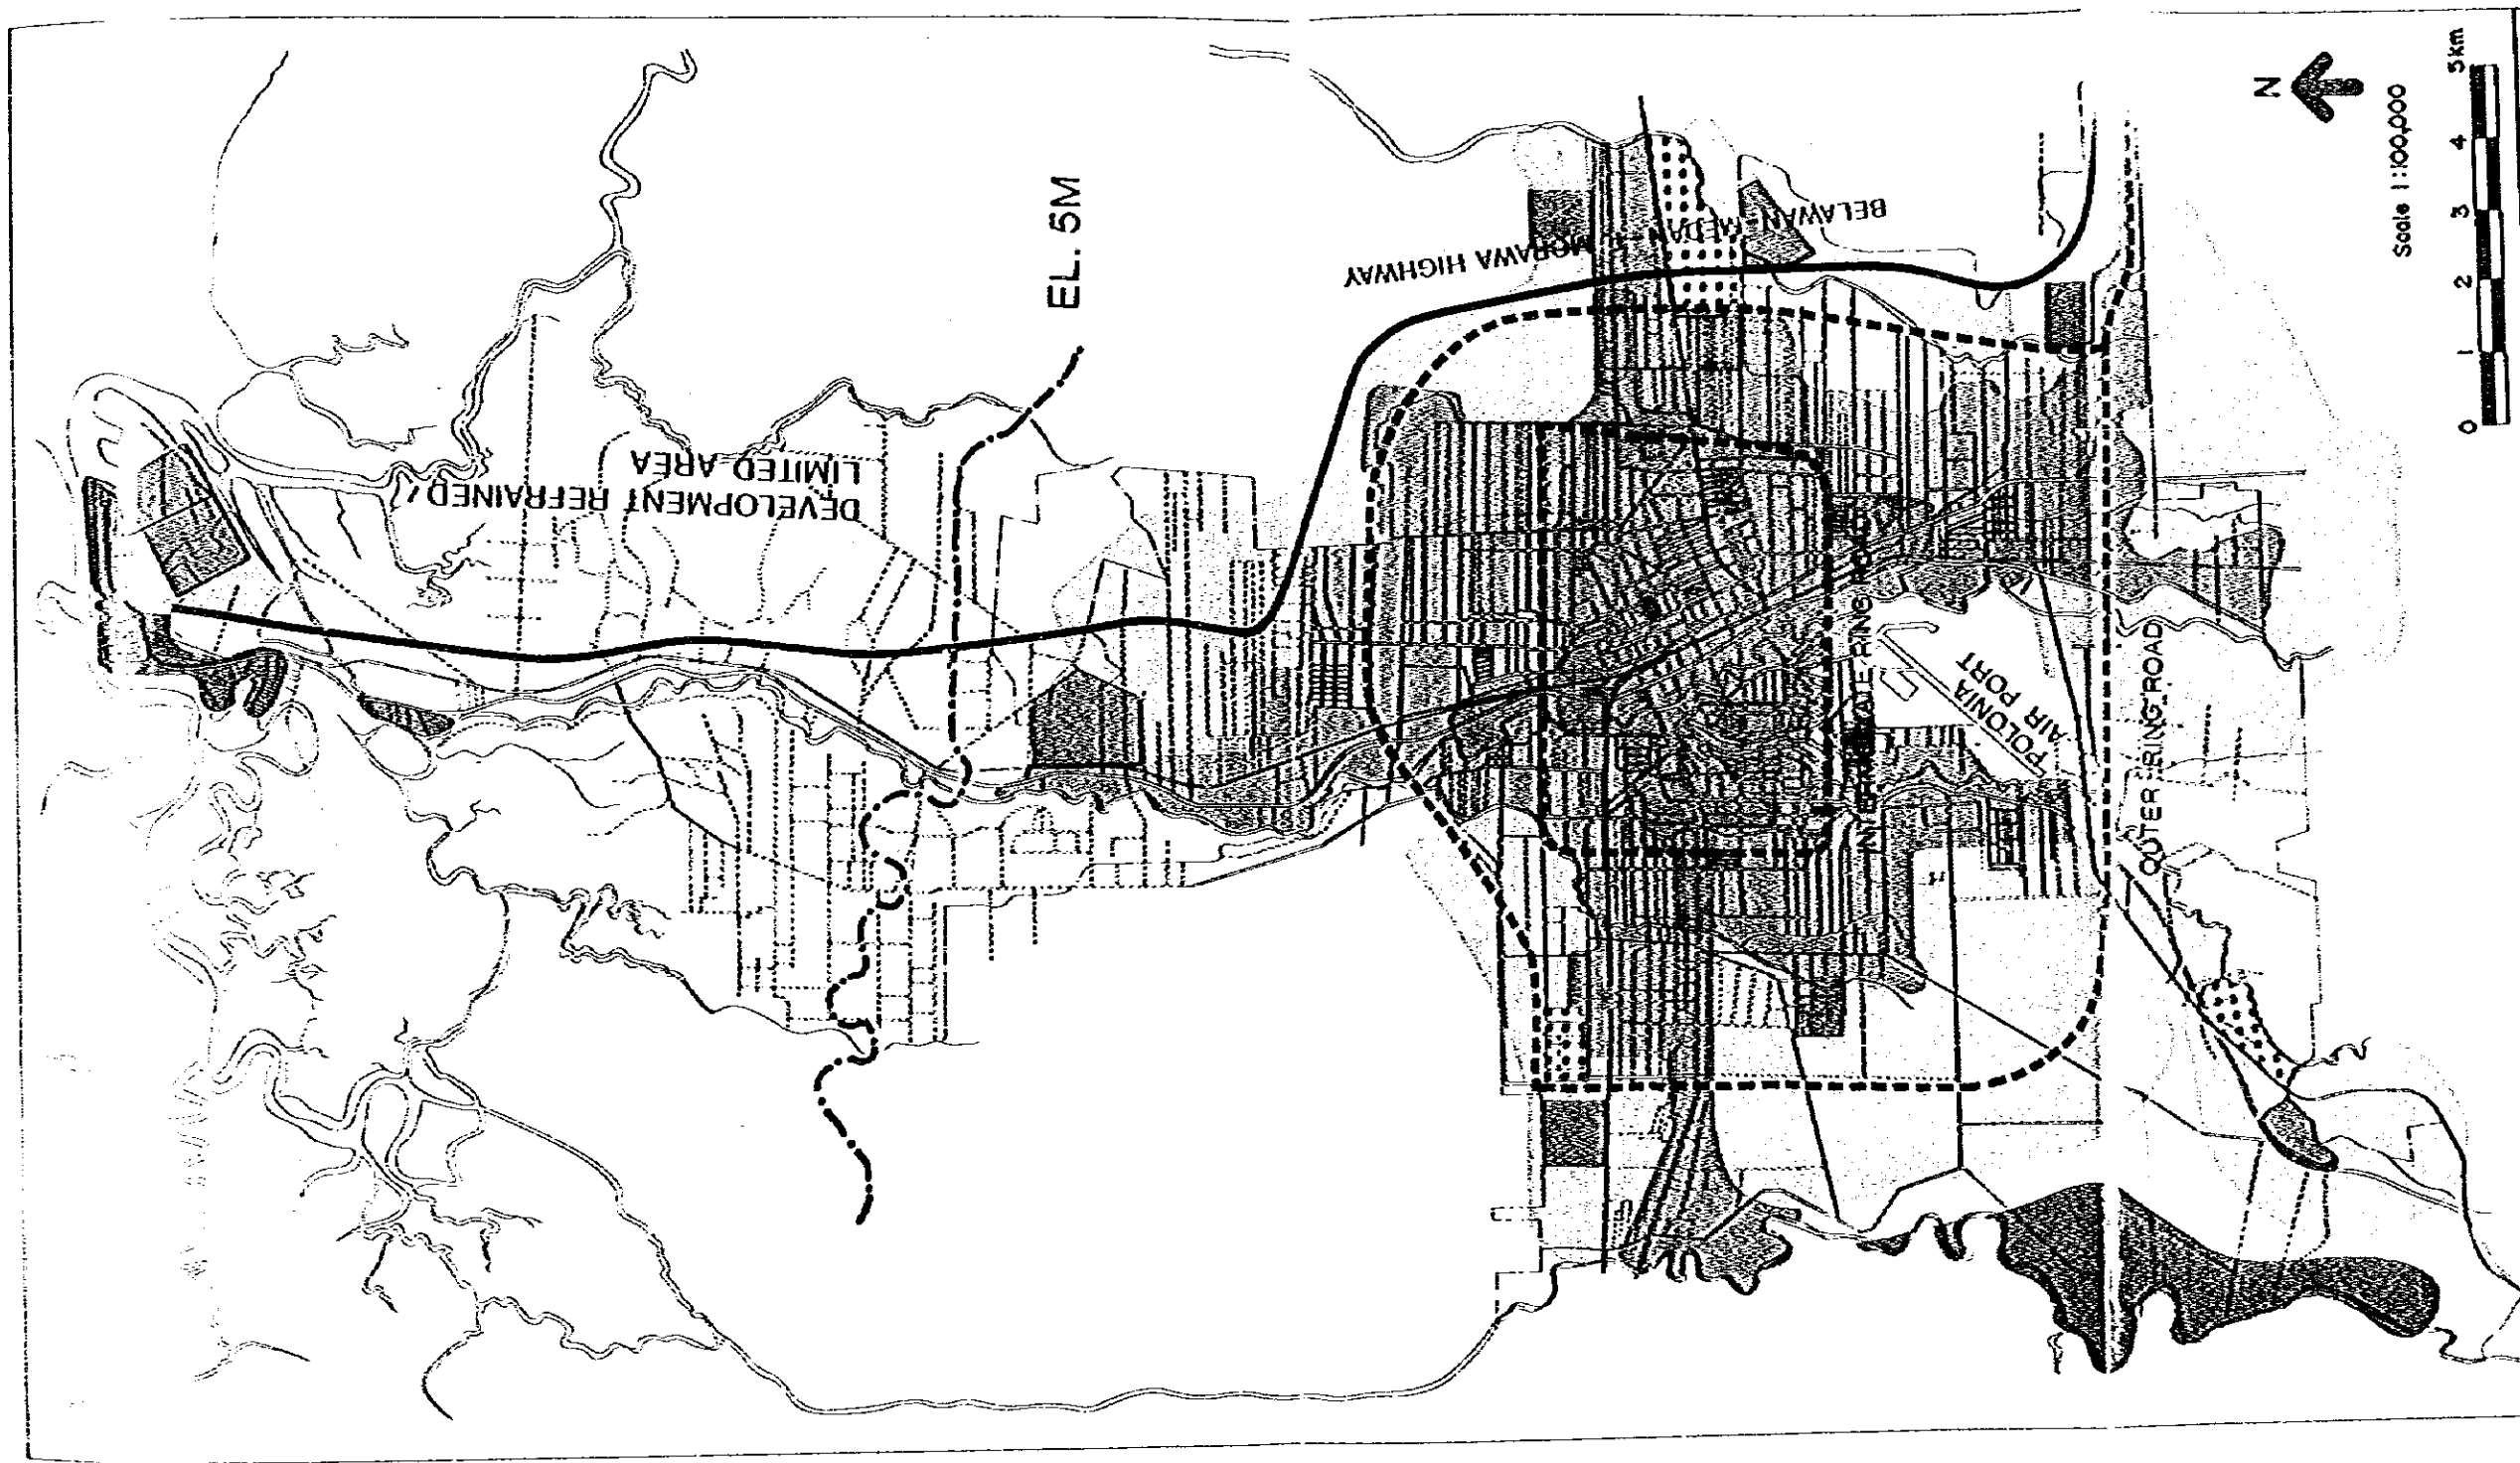 EL. 5M
DEVELOPMENT REFRAINED/
LIMITED AREA
BELAWAN-MEDAN-
MORAWA HIGHWAY
RING ROAD
POLONIA
AIR PORT
OUTER RING ROAD
N
Scale 1:100,000
0 1 2 3 4 5km